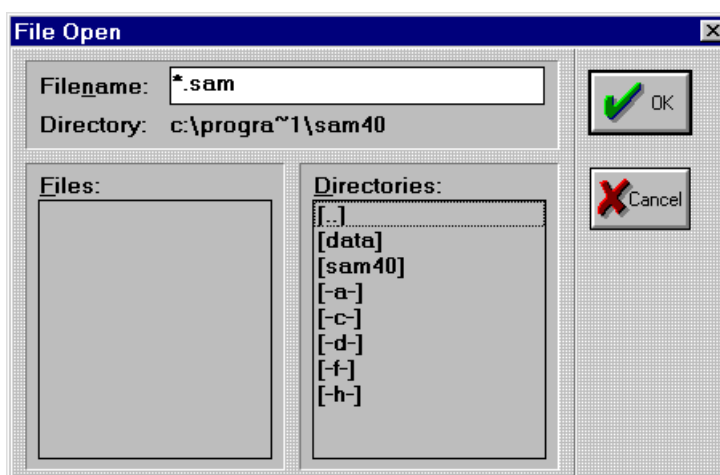 File Open
Filename: *.sam
Directory: c:\progra~1\sam40
OK
Cancel
Files:
Directories:
[..]
[data]
[sam40]
[-a-]
[-c-]
[-d-]
[-f-]
[-h-]